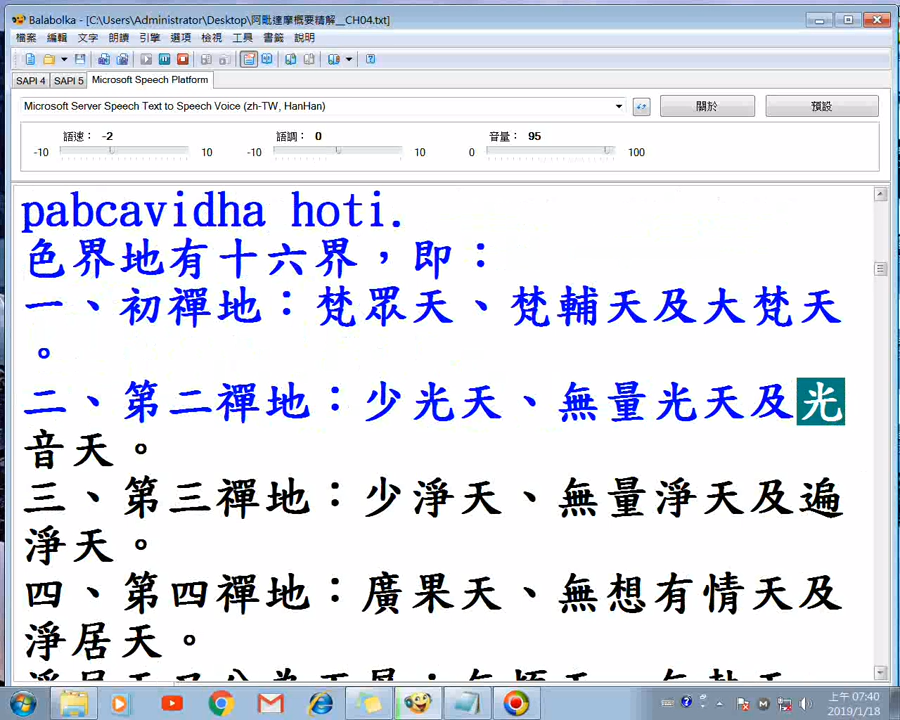 Balabolka - [C:\Users\Administrator\Desktop\阿毗達摩概要精解__CH04.txt]
檔案 編輯 文字 朗讀 引擎 選項 檢視 工具 書籤 說明
SAPI 4 SAPI 5 Microsoft Speech Platform
Microsoft Server Speech Text to Speech Voice (zh-TW, HanHan) 關於 預設
語速： -2 語調： 0 音量： 95
-10 10 -10 10 0 100
pabcavidha hoti.
色界地有十六界，即：
一、初禪地：梵眾天、梵輔天及大梵天
。
二、第二禪地：少光天、無量光天及光
音天。
三、第三禪地：少淨天、無量淨天及遍
淨天。
四、第四禪地：廣果天、無想有情天及
淨居天。
上午 07:40
2019/1/18